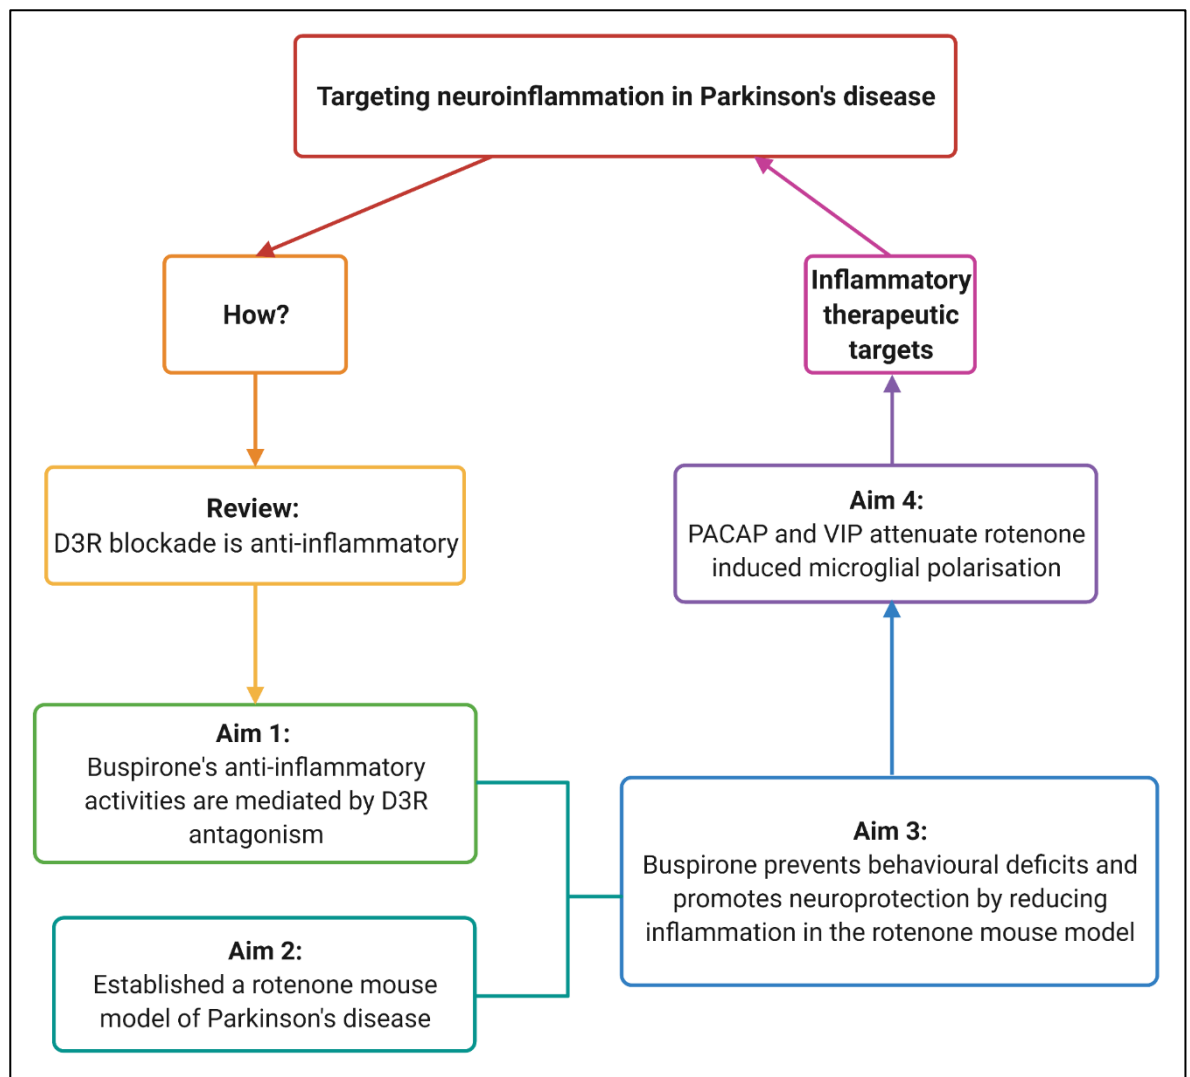 Targeting neuroinflammation in Parkinson's disease
How?
Inflammatory
therapeutic
targets
Review:
D3R blockade is anti-inflammatory
Aim 4:
PACAP and VIP attenuate rotenone
induced microglial polarisation
Aim 1:
Buspirone's anti-inflammatory
activities are mediated by D3R
antagonism
Aim 3:
Buspirone prevents behavioural deficits and
promotes neuroprotection by reducing
inflammation in the rotenone mouse model
Aim 2:
Established a rotenone mouse
model of Parkinson's disease